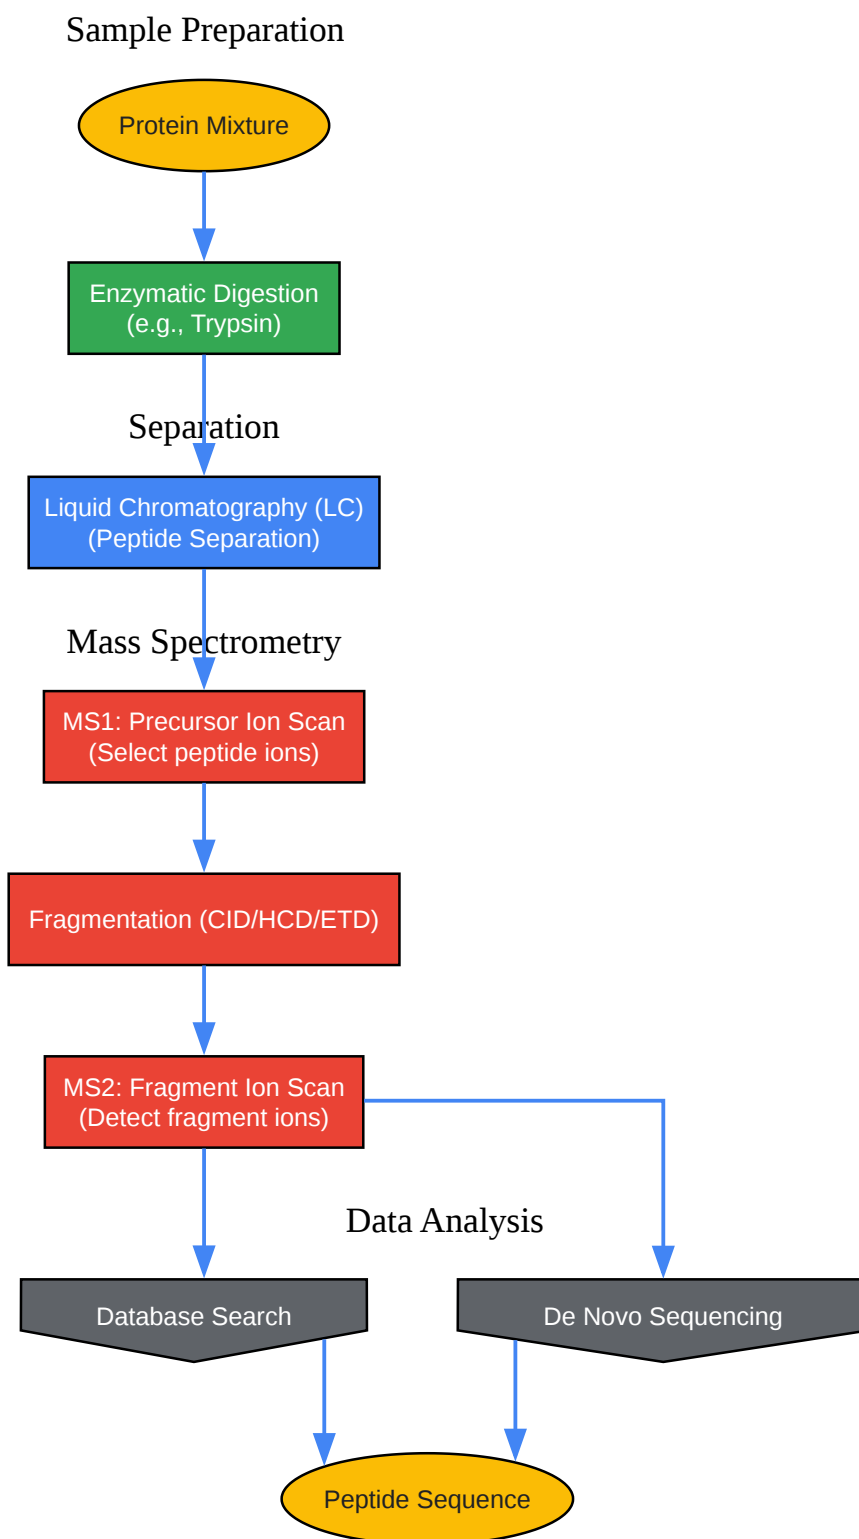 Sample Preparation
Protein Mixture
Enzymatic Digestion
(e.g., Trypsin)
Separation
Liquid Chromatography (LC)
(Peptide Separation)
Mass Spectrometry
MS1: Precursor Ion Scan
(Select peptide ions)
Fragmentation (CID/HCD/ETD)
MS2: Fragment Ion Scan
(Detect fragment ions)
Data Analysis
Database Search
De Novo Sequencing
Peptide Sequence